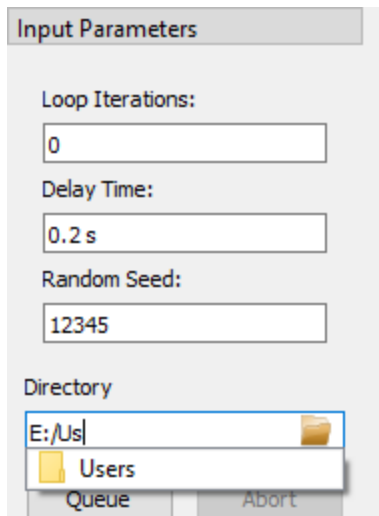 Input Parameters
Loop Iterations:
0
Delay Time:
0.2 s
Random Seed:
12345
Directory
E:/Us
Users
Queue Abort